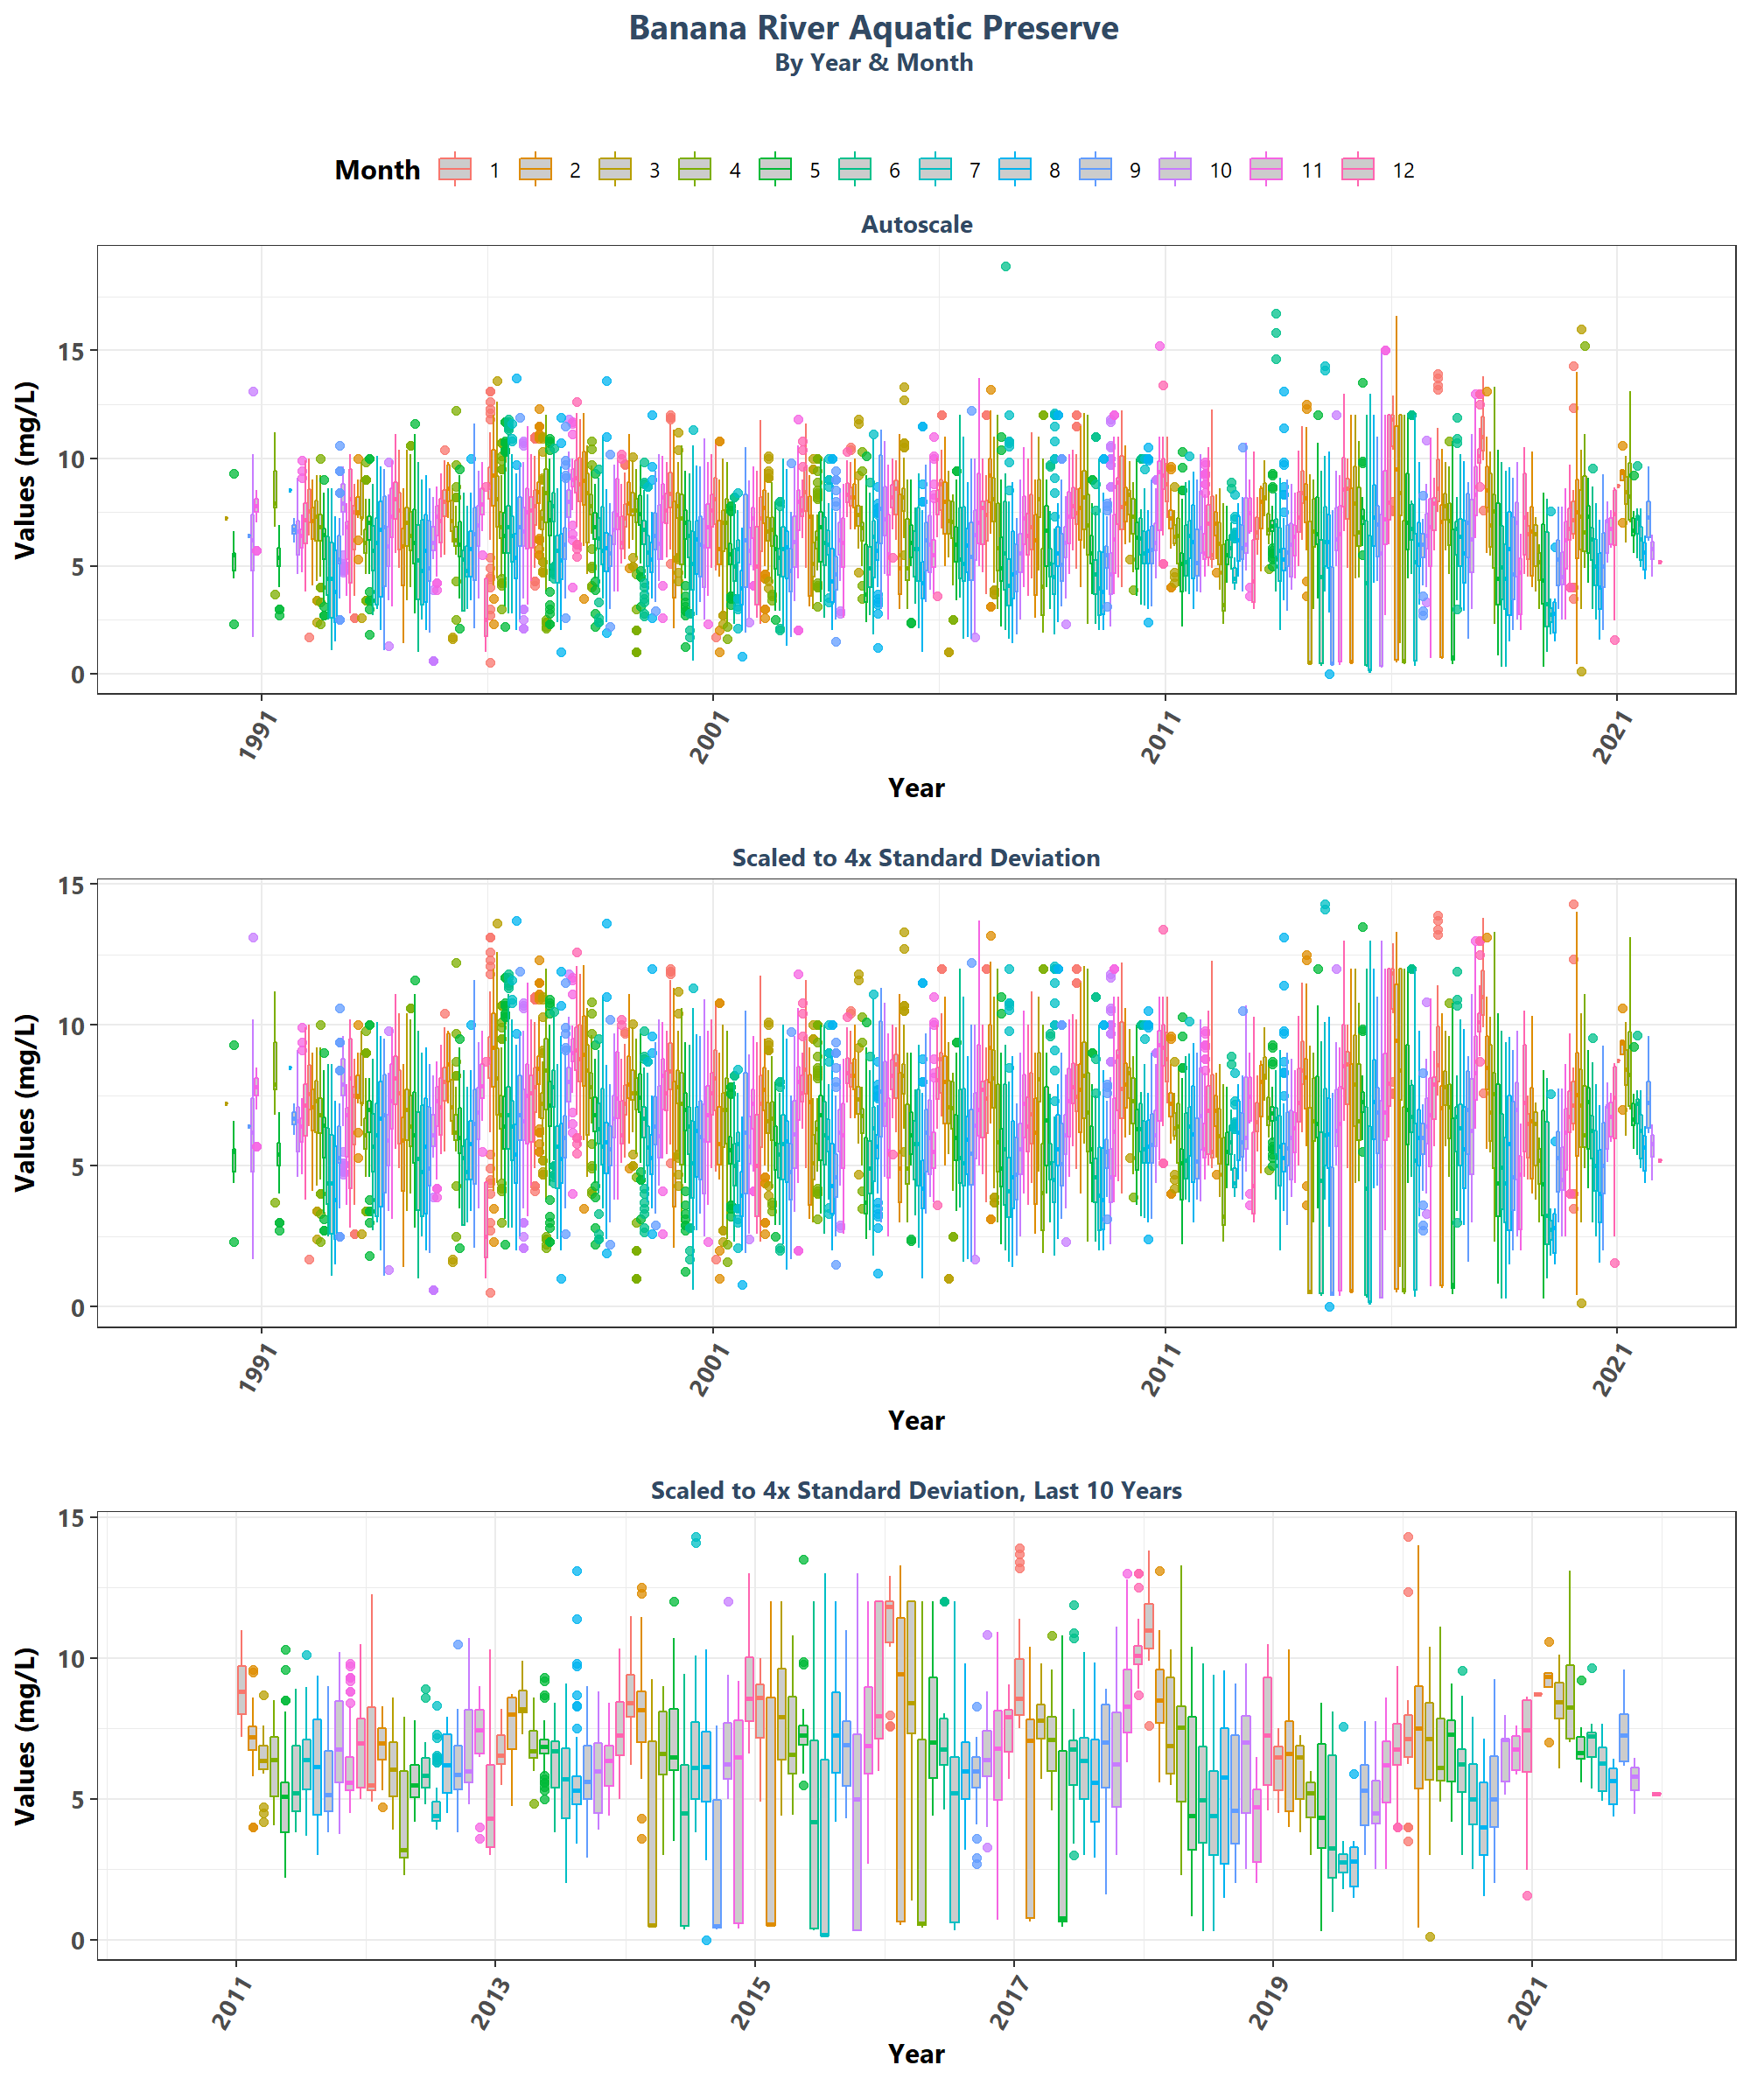 Banana River Aquatic Preserve
By Year & Month
Month 1 2 3 4 5 6 7 8 9 10 11 12
Autoscale
Values (mg/L)
15
10
5
0
1991 2001 2011 2021
Year
Scaled to 4x Standard Deviation
Values (mg/L)
15
10
5
0
1991 2001 2011 2021
Year
Scaled to 4x Standard Deviation, Last 10 Years
Values (mg/L)
15
10
5
0
2011 2013 2015 2017 2019 2021
Year